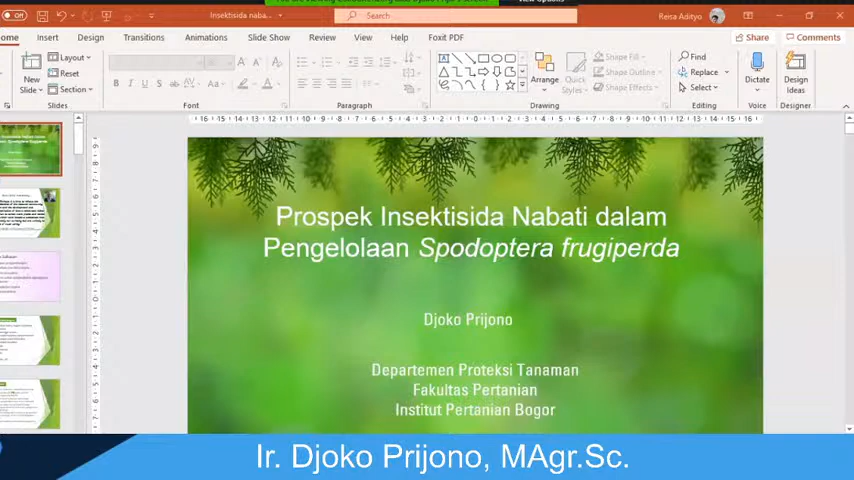 Off
Insektisida naba...
Search
Reisa Adityo
Insert
Design
Transitions
Animations
Slide Show
Review
View
Help
Foxit PDF
Share
Comments
New
Slide
Layout
Reset
Section
Slides
Font
Paragraph
Arrange
Quick
Styles
Shape Fill
Shape Outline
Shape Effects
Drawing
Find
Replace
Select
Editing
Dictate
Voice
Design
Ideas
Designer
Prospek Insektisida Nabati dalam
Pengelolaan Spodoptera frugiperda
Djoko Prijono
Departemen Proteksi Tanaman
Fakultas Pertanian
Institut Pertanian Bogor
Ir. Djoko Prijono, MAgr.Sc.